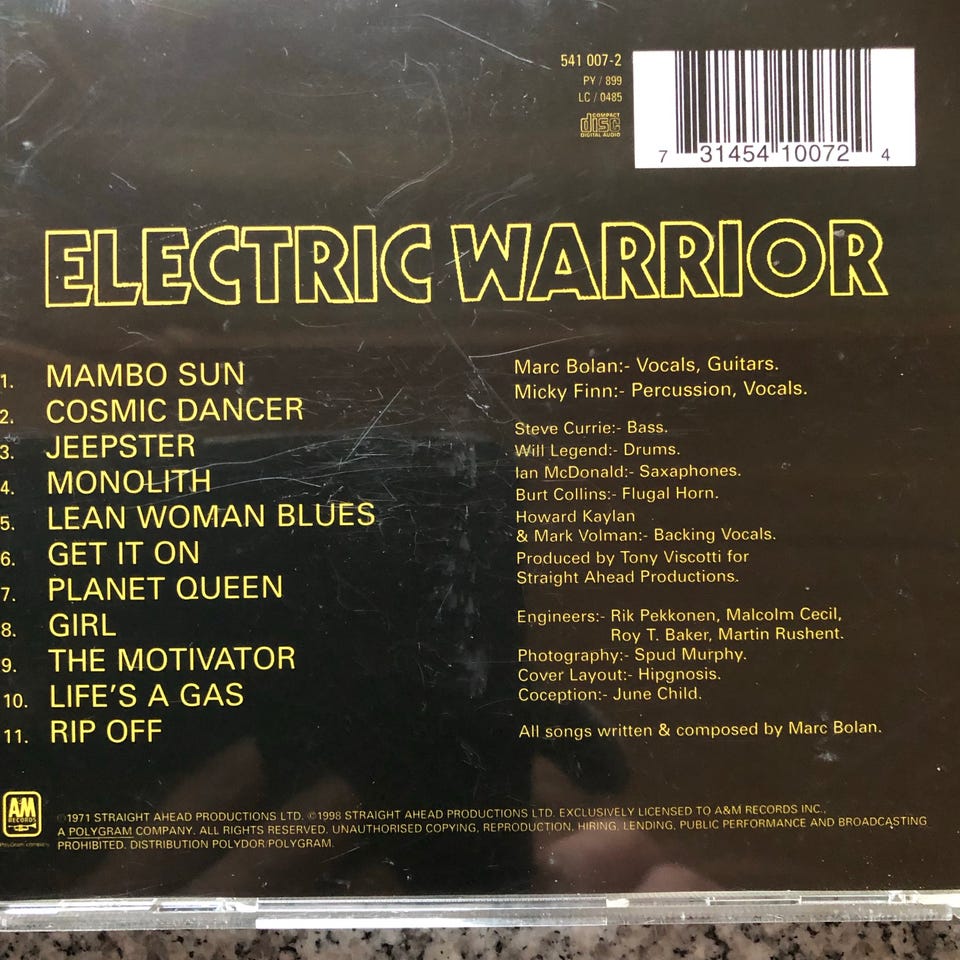 541 007-2
PY / 899
LC / 0485
COMPACT
disc
DIGITAL AUDIO
7 31454 10072 4
ELECTRIC WARRIOR
1. MAMBO SUN
2. COSMIC DANCER
3. JEEPSTER
4. MONOLITH
5. LEAN WOMAN BLUES
6. GET IT ON
7. PLANET QUEEN
8. GIRL
9. THE MOTIVATOR
10. LIFE'S A GAS
11. RIP OFF
Marc Bolan:- Vocals, Guitars.
Micky Finn:- Percussion, Vocals.
Steve Currie:- Bass.
Will Legend:- Drums.
Ian McDonald:- Saxaphones.
Burt Collins:- Flugal Horn.
Howard Kaylan
& Mark Volman:- Backing Vocals.
Produced by Tony Viscotti for
Straight Ahead Productions.
Engineers:- Rik Pekkonen, Malcolm Cecil,
Roy T. Baker, Martin Rushent.
Photography:- Spud Murphy.
Cover Layout:- Hipgnosis.
Coception:- June Child.
All songs written & composed by Marc Bolan.
AM
RECORDS
PolyGram company
℗1971 STRAIGHT AHEAD PRODUCTIONS LTD. ©1998 STRAIGHT AHEAD PRODUCTIONS LTD. EXCLUSIVELY LICENSED TO A&M RECORDS INC.,
A POLYGRAM COMPANY. ALL RIGHTS RESERVED. UNAUTHORISED COPYING, REPRODUCTION, HIRING, LENDING, PUBLIC PERFORMANCE AND BROADCASTING
PROHIBITED. DISTRIBUTION POLYDOR/POLYGRAM.